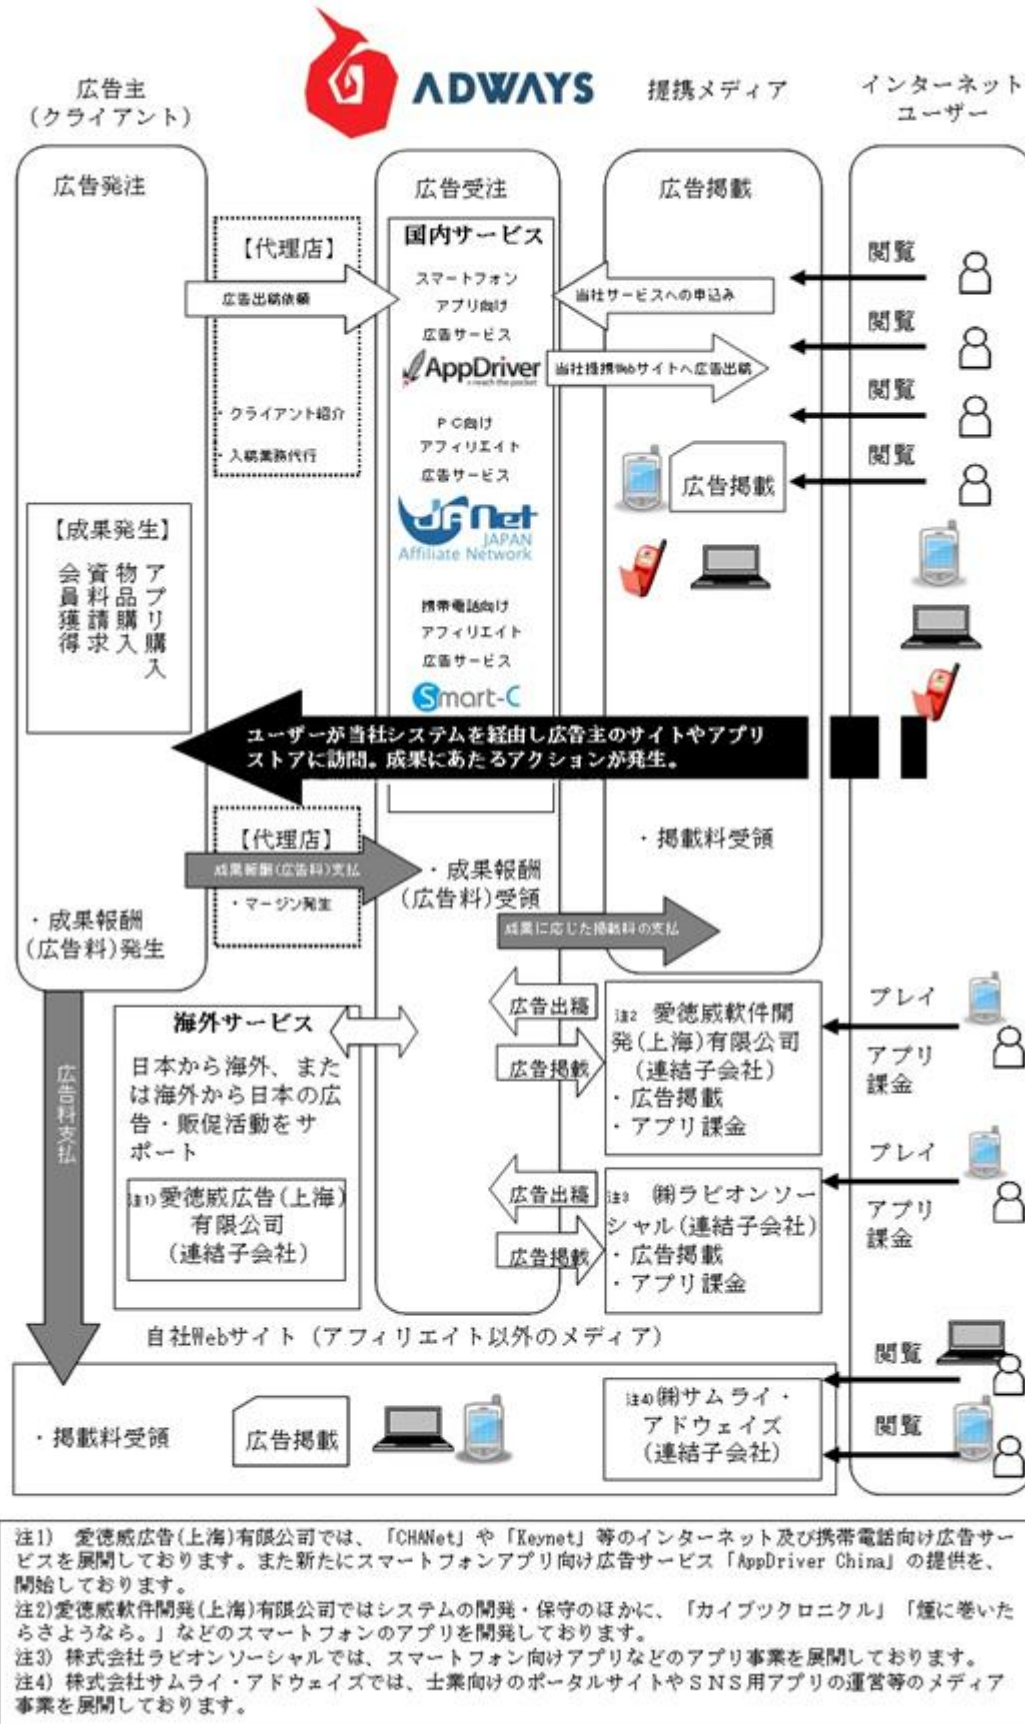 広告主
(クライアント)
ADWAYS
提携メディア
インターネット
ユーザー
広告発注
【代理店】
広告出稿依頼
・クライアント紹介
・入稿業務代行
広告受注
国内サービス
スマートフォン
アプリ向け
広告サービス
AppDriver
reach the pocket
ＰＣ向け
アフィリエイト
広告サービス
JANet
JAPAN
Affiliate Network
携帯電話向け
アフィリエイト
広告サービス
Smart-C
広告掲載
当社サービスへの申込み
当社提携Webサイトへ広告出稿
広告掲載
閲覧
閲覧
閲覧
閲覧
【成果発生】
アプリ購入
物品購入
資料請求
会員獲得
ユーザーが当社システムを経由し広告主のサイトやアプリ
ストアに訪問。成果にあたるアクションが発生。
【代理店】
成果報酬(広告料)支払
・マージン発生
・成果報酬
(広告料)受領
・掲載料受領
・成果報酬
(広告料)発生
成果に応じた掲載料の支払
広告料支払
海外サービス
日本から海外、また
は海外から日本の広
告・販促活動をサ
ポート
注1)愛徳威広告(上海)
有限公司
(連結子会社)
広告出稿
広告掲載
注2 愛徳威軟件開
発(上海)有限公司
(連結子会社)
・広告掲載
・アプリ課金
プレイ
アプリ
課金
広告出稿
広告掲載
注3 ㈱ラビオンソー
シャル(連結子会社)
・広告掲載
・アプリ課金
プレイ
アプリ
課金
自社Webサイト (アフィリエイト以外のメディア)
・掲載料受領
広告掲載
注4)㈱サムライ・
アドウェイズ
(連結子会社)
閲覧
閲覧
注1) 愛徳威広告(上海)有限公司では、「CHANet」や「Keynet」等のインターネット及び携帯電話向け広告サー
ビスを展開しております。また新たにスマートフォンアプリ向け広告サービス「AppDriver China」の提供を、
開始しております。
注2)愛徳威軟件開発(上海)有限公司ではシステムの開発・保守のほかに、「カイブツクロニクル」「煙に巻いた
らさようなら。」などのスマートフォンのアプリを開発しております。
注3) 株式会社ラビオンソーシャルでは、スマートフォン向けアプリなどのアプリ事業を展開しております。
注4) 株式会社サムライ・アドウェイズでは、士業向けのポータルサイトやＳＮＳ用アプリの運営等のメディア
事業を展開しております。